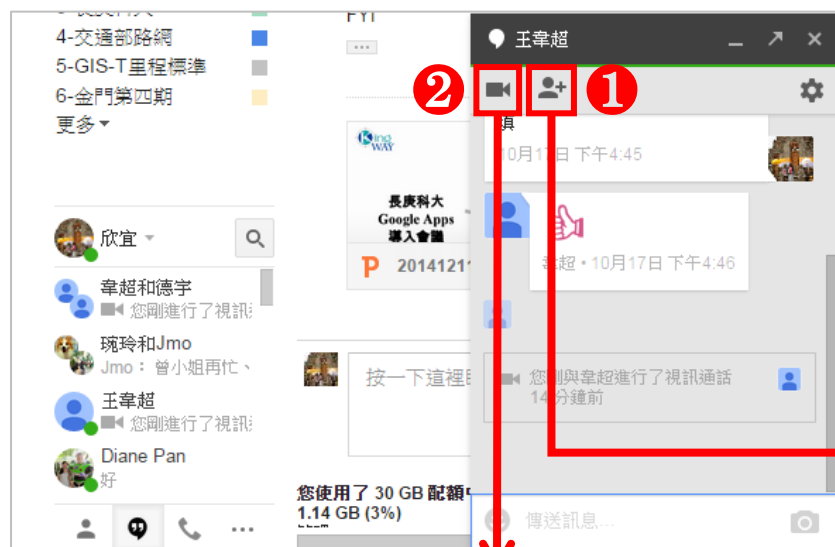 4-交通部路網
5-GIS-T里程標準
6-金門第四期
更多
欣宜
韋超和德宇
您剛進行了視訊
琬玲和Jmo
Jmo： 曾小姐再忙、
王韋超
您剛進行了視訊
Diane Pan
好
FYI
King
WAY
長庚科大
Google Apps
導入會議
P 20141211
按一下這裡
您使用了 30 GB 配額
1.14 GB (3%)
王韋超
2 1
10月17日 下午4:45
韋超 • 10月17日 下午4:46
您剛與韋超進行了視訊通話
14 分鐘前
傳送訊息...